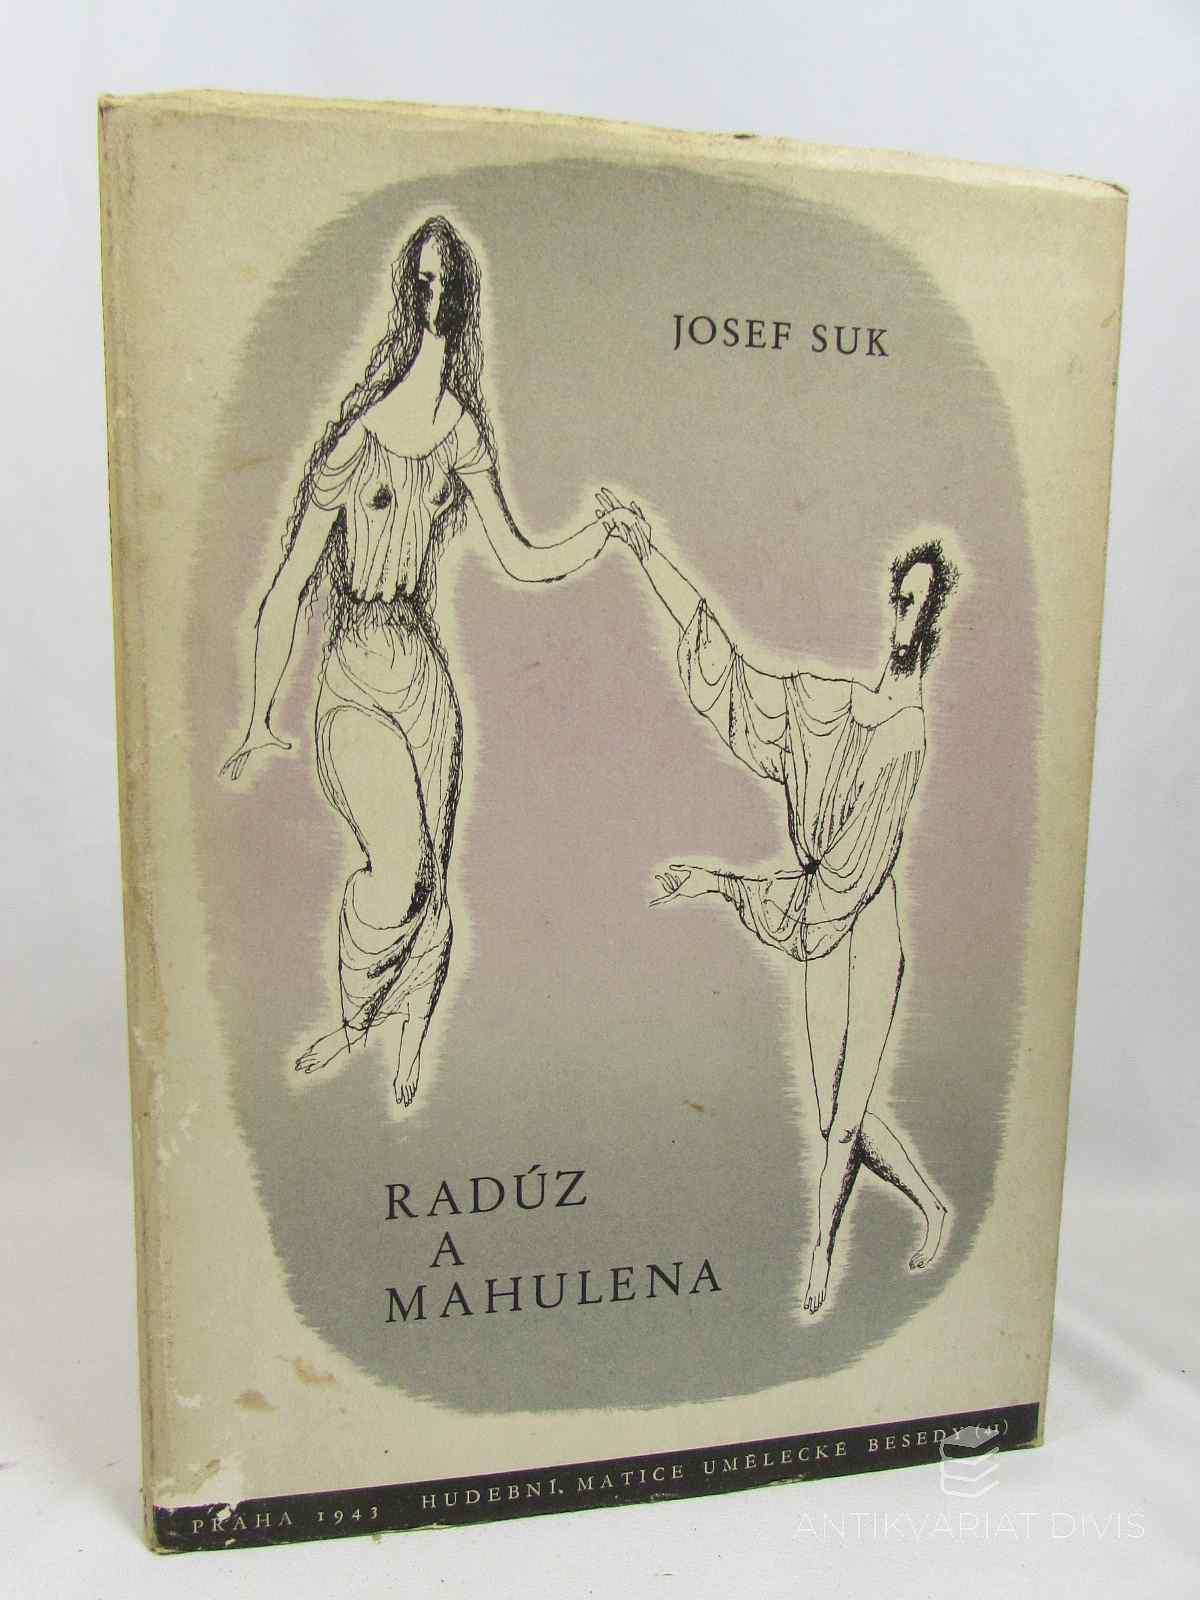 JOSEF SUK
RADÚZ
A
MAHULENA
PRAHA 1943 HUDEBNÍ MATICE UMĚLECKÉ BESEDY (41)
ANTIKVARIAT DIVIS